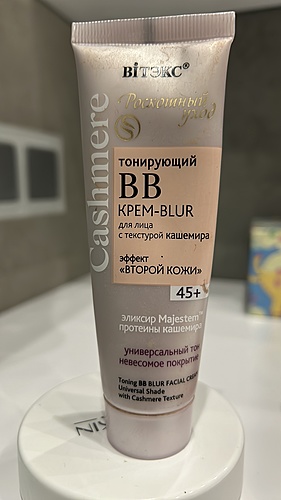 ВІТЭКС®
Роскошный
уход
Cashmere
тонирующий
BB
КРЕМ-BLUR
для лица
с текстурой кашемира
эффект
«ВТОРОЙ КОЖИ»
45+
эликсир Majestem™
протеины кашемира
универсальный тон
невесомое покрытие
Toning BB BLUR FACIAL CREAM
Universal Shade
with Cashmere Texture